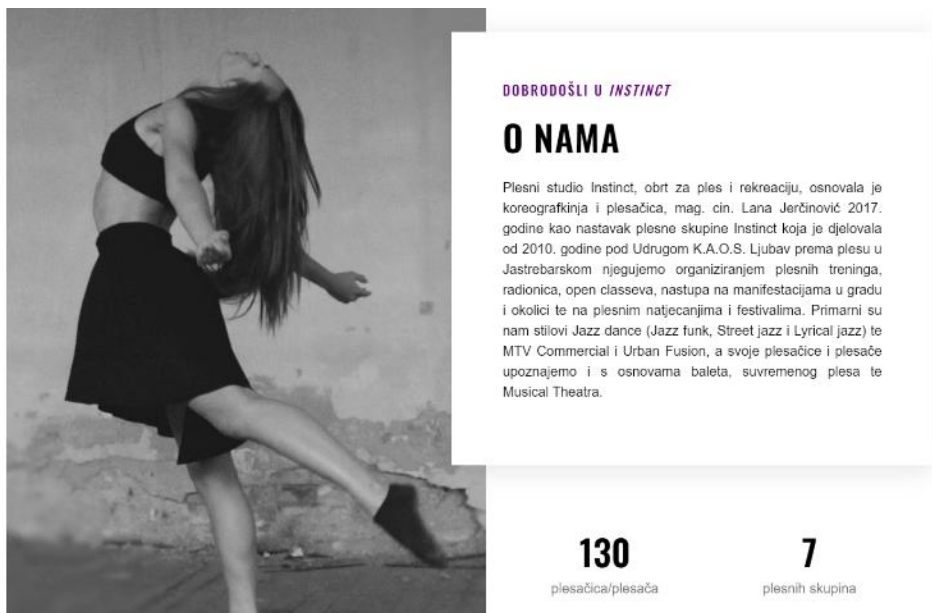 DOBRODOŠLI U INSTINCT
O NAMA
Plesni studio Instinct, obrt za ples i rekreaciju, osnovala je
koreografkinja i plesačica, mag. cin. Lana Jerčinović 2017.
godine kao nastavak plesne skupine Instinct koja je djelovala
od 2010. godine pod Udrugom K.A.O.S. Ljubav prema plesu u
Jastrebarskom njegujemo organiziranjem plesnih treninga,
radionica, open classeva, nastupa na manifestacijama u gradu
i okolici te na plesnim natjecanjima i festivalima. Primarni su
nam stilovi Jazz dance (Jazz funk, Street jazz i Lyrical jazz) te
MTV Commercial i Urban Fusion, a svoje plesačice i plesače
upoznajemo i s osnovama baleta, suvremenog plesa te
Musical Theatra.
130
plesačica/plesača
7
plesnih skupina